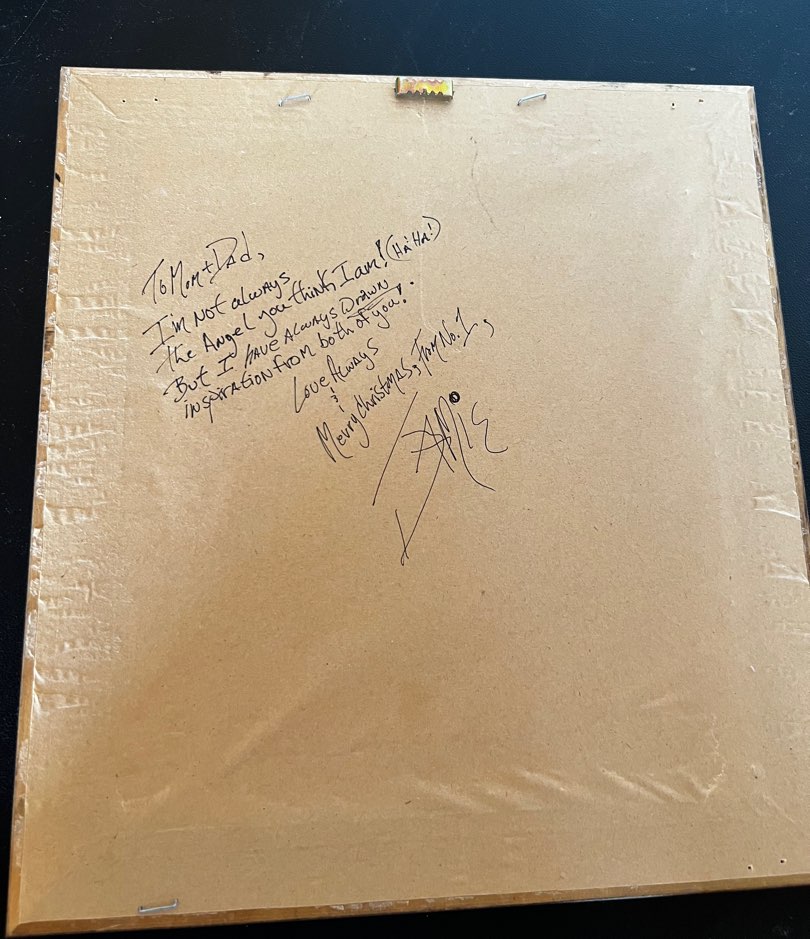 To Mom + Dad,
I'm not always
the Angel you think I am! (Ha! Ha!)
But I have Always Drawn
inspiration from both of you!
Love Always
&
Merry Christmas, From No. 1,
Jamie